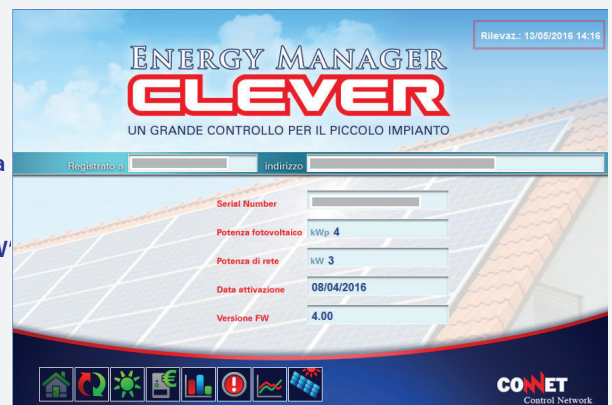 Rilevaz.: 13/05/2016 14:16
ENERGY MANAGER
CLEVER
UN GRANDE CONTROLLO PER IL PICCOLO IMPIANTO
a
Registrato a
indirizzo
Serial Number
Potenza fotovoltaico kWp 4
Potenza di rete kW 3
Data attivazione 08/04/2016
Versione FW 4.00
CONNET
Control Network